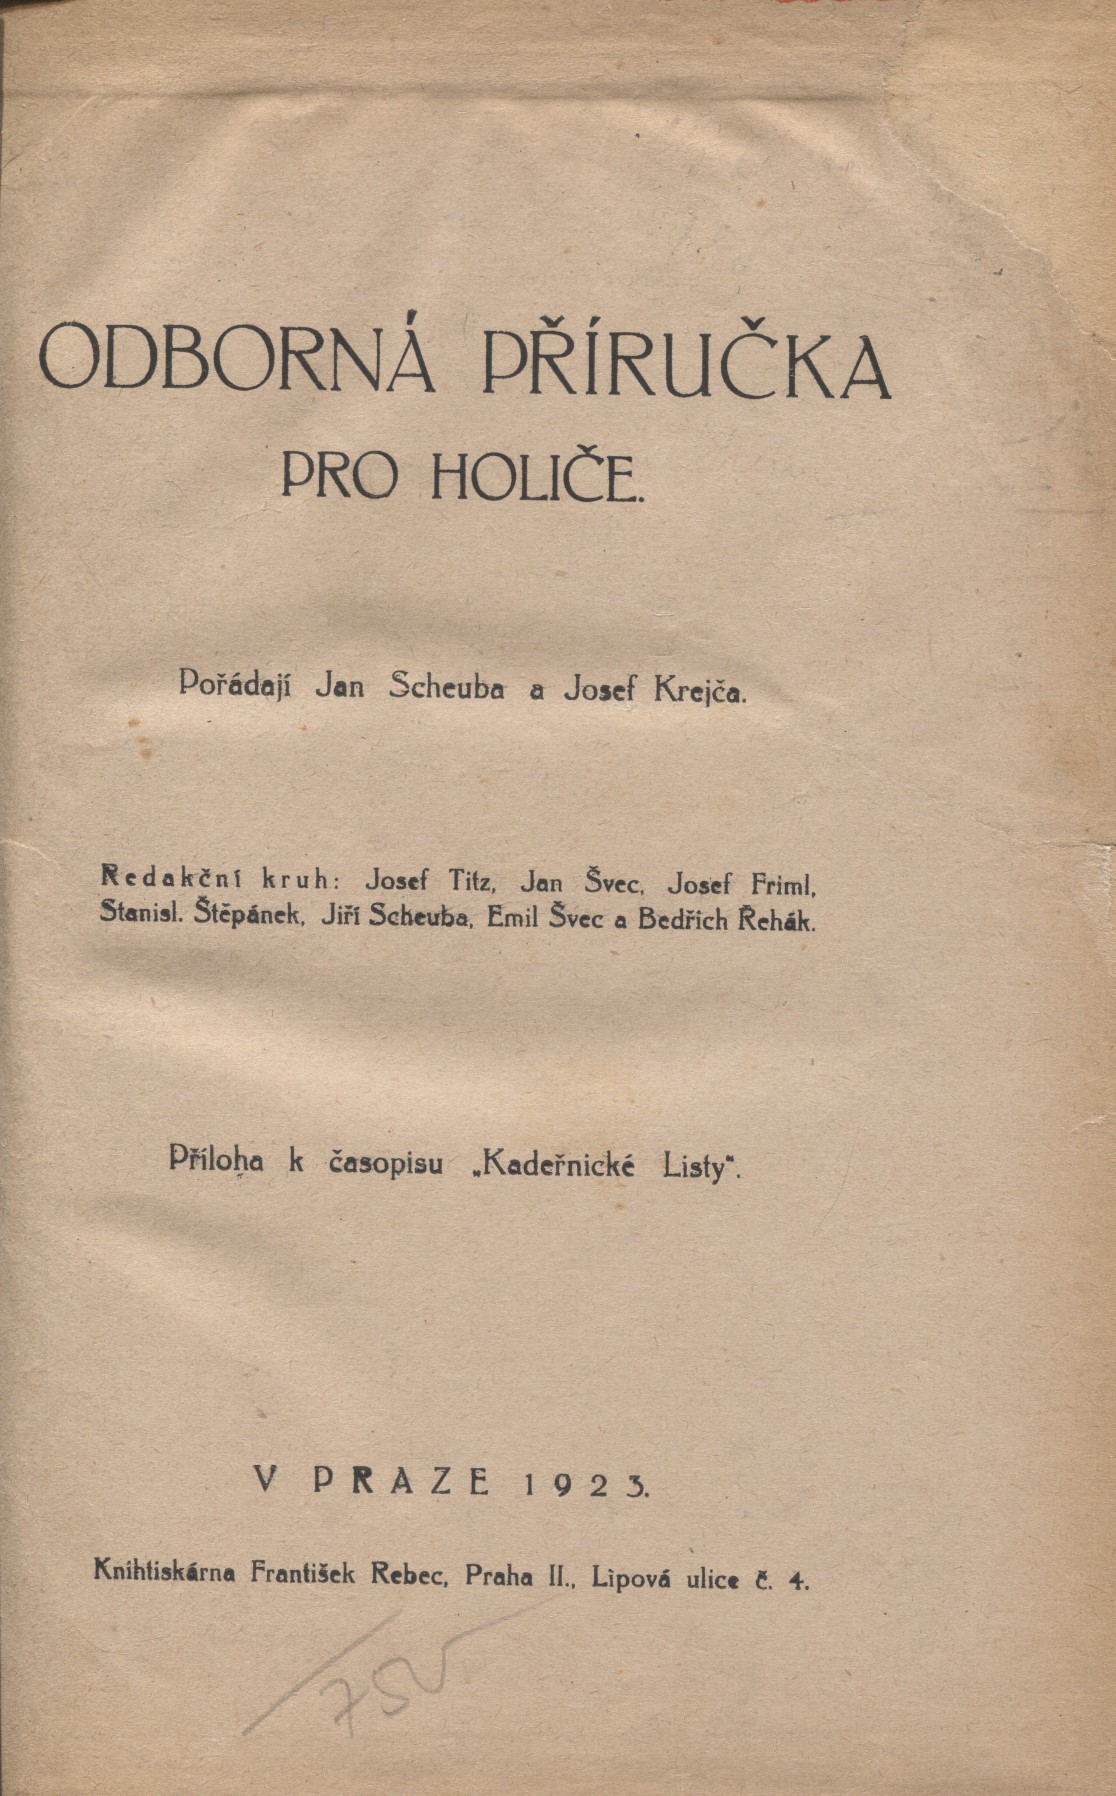 ODBORNÁ PŘÍRUČKA
PRO HOLIČE.
Pořádají Jan Scheuba a Josef Krejča.
Redakční kruh: Josef Titz, Jan Švec, Josef Friml,
Stanisl. Štěpánek, Jiří Scheuba, Emil Švec a Bedřich Řehák.
Příloha k časopisu „Kadeřnické Listy“.
V PRAZE 1923.
Knihtiskárna František Rebec, Praha II., Lipová ulice č. 4.